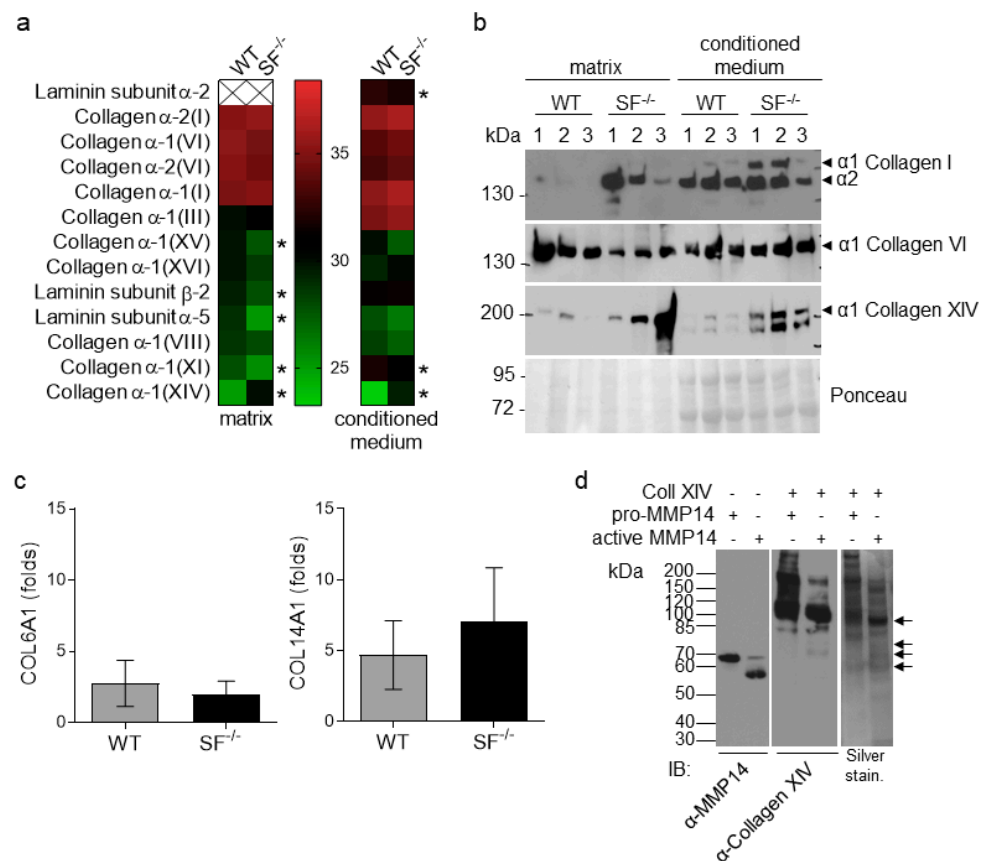 a
WT SF-/- WT SF-/-
Laminin subunit α-2 *
Collagen α-2(I)
Collagen α-1(VI)
Collagen α-2(VI)
Collagen α-1(I)
Collagen α-1(III)
Collagen α-1(XV) *
Collagen α-1(XVI)
Laminin subunit β-2 *
Laminin subunit α-5 *
Collagen α-1(VIII)
Collagen α-1(XI) * *
Collagen α-1(XIV) * *
35
30
25
matrix
conditioned
medium
b
conditioned
matrix medium
WT SF-/- WT SF-/-
kDa 1 2 3 1 2 3 1 2 3 1 2 3
α1 Collagen I
α2
130 -
α1 Collagen VI
130 -
200 - α1 Collagen XIV
95 -
72 -
Ponceau
c
COL6A1 (folds)
15
10
5
0
WT SF-/-
COL14A1 (folds)
15
10
5
0
WT SF-/-
d
Coll XIV - - + + + +
pro-MMP14 + - + - + -
active MMP14 - + - + - +
kDa
200
150
120
100
85
70
60
50
40
30
IB:
α-MMP14
α-Collagen XIV
Silver
stain.